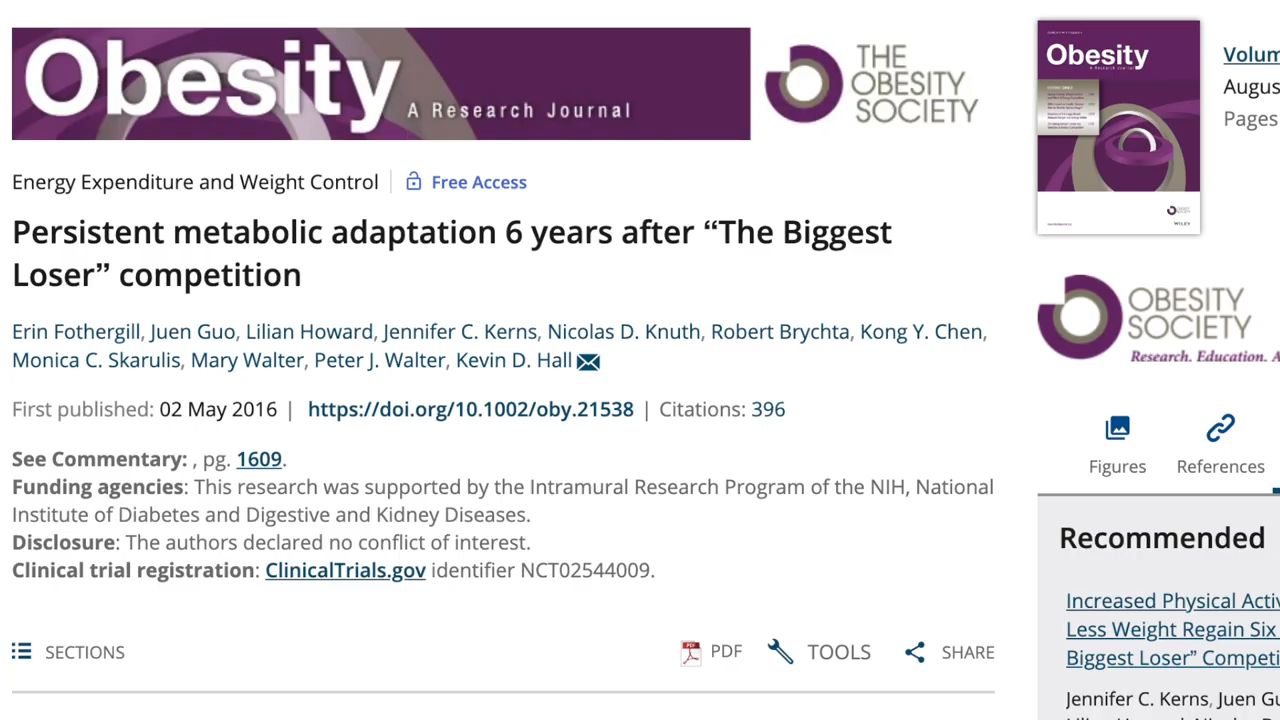 Obesity
A Research Journal
THE
OBESITY
SOCIETY
Energy Expenditure and Weight Control
Free Access
Persistent metabolic adaptation 6 years after “The Biggest
Loser” competition
Erin Fothergill, Juen Guo, Lilian Howard, Jennifer C. Kerns, Nicolas D. Knuth, Robert Brychta, Kong Y. Chen,
Monica C. Skarulis, Mary Walter, Peter J. Walter, Kevin D. Hall
First published: 02 May 2016 | https://doi.org/10.1002/oby.21538 | Citations: 396
See Commentary: , pg. 1609.
Funding agencies: This research was supported by the Intramural Research Program of the NIH, National
Institute of Diabetes and Digestive and Kidney Diseases.
Disclosure: The authors declared no conflict of interest.
Clinical trial registration: ClinicalTrials.gov identifier NCT02544009.
SECTIONS
PDF
TOOLS
SHARE
Obesity
A Research Journal
WILEY
Volum
Augus
Pages
OBESITY
SOCIETY
Research. Education. A
Figures
References
Recommended
Increased Physical Activ
Less Weight Regain Six
Biggest Loser” Competi
Jennifer C. Kerns, Juen Gu